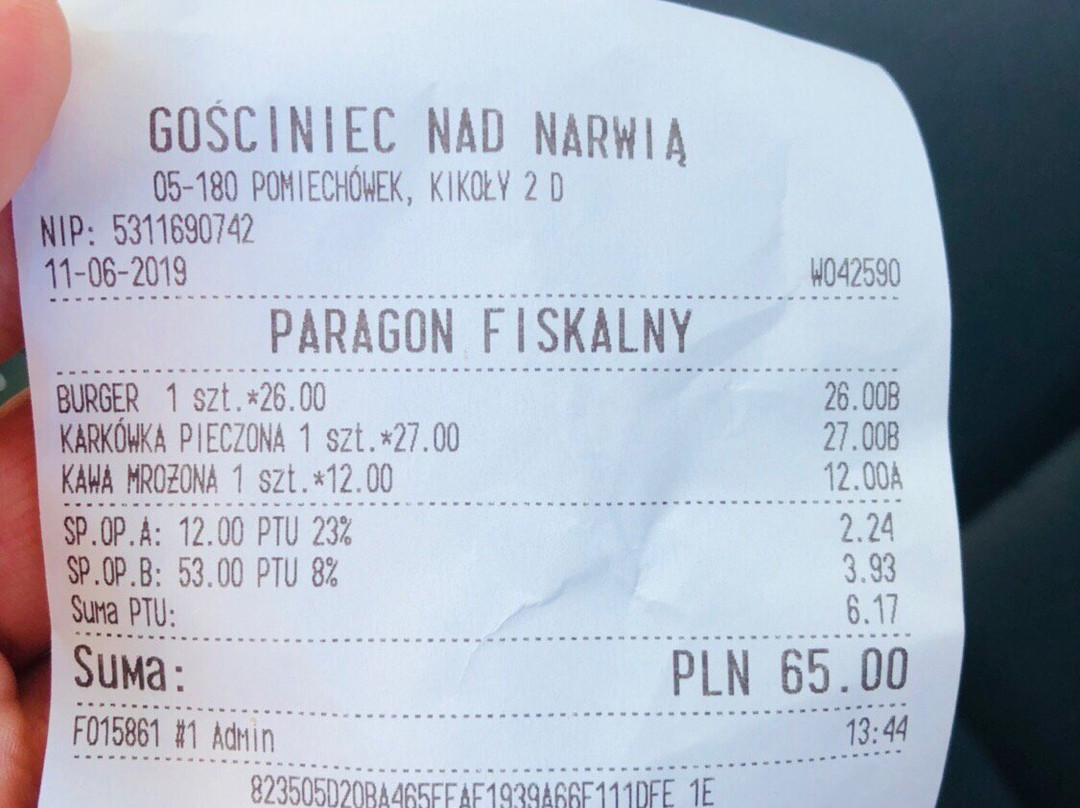 GOŚCINIEC NAD NARWIĄ
05-180 POMIECHÓWEK, KIKOŁY 2 D
NIP: 5311690742
11-06-2019 W042590
PARAGON FISKALNY
BURGER 1 szt.*26.00 26.00B
KARKÓWKA PIECZONA 1 szt.*27.00 27.00B
KAWA MROŻONA 1 szt.*12.00 12.00A
SP.OP.A: 12.00 PTU 23% 2.24
SP.OP.B: 53.00 PTU 8% 3.93
Suma PTU: 6.17
Suma: PLN 65.00
F015861 #1 Admin 13:44